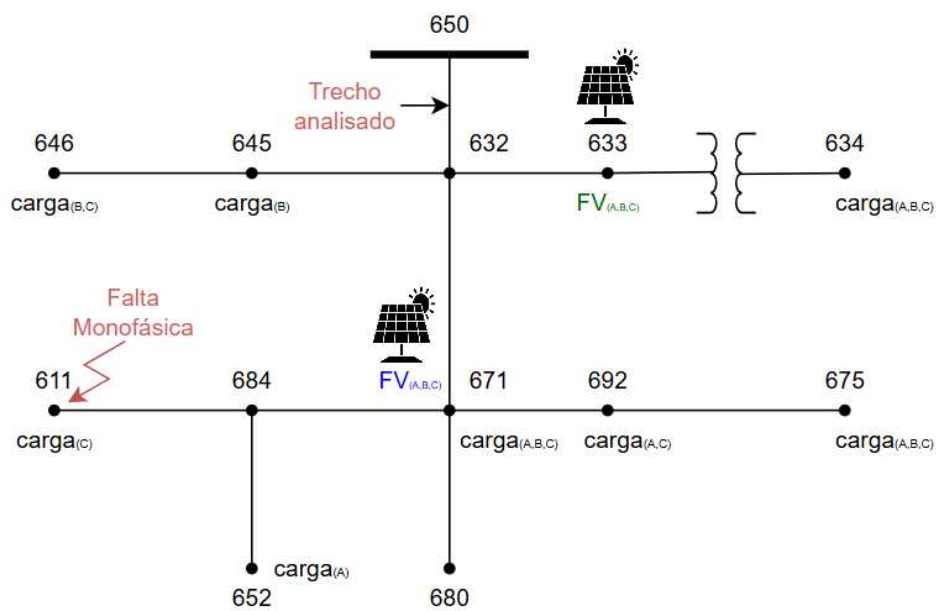 650
Trecho
analisado
646
645
632
633
634
carga(B,C)
carga(B)
FV(A,B,C)
carga(A,B,C)
Falta
Monofásica
611
684
FV(A,B,C)
671
692
675
carga(C)
carga(A,B,C)
carga(A,C)
carga(A,B,C)
carga(A)
652
680